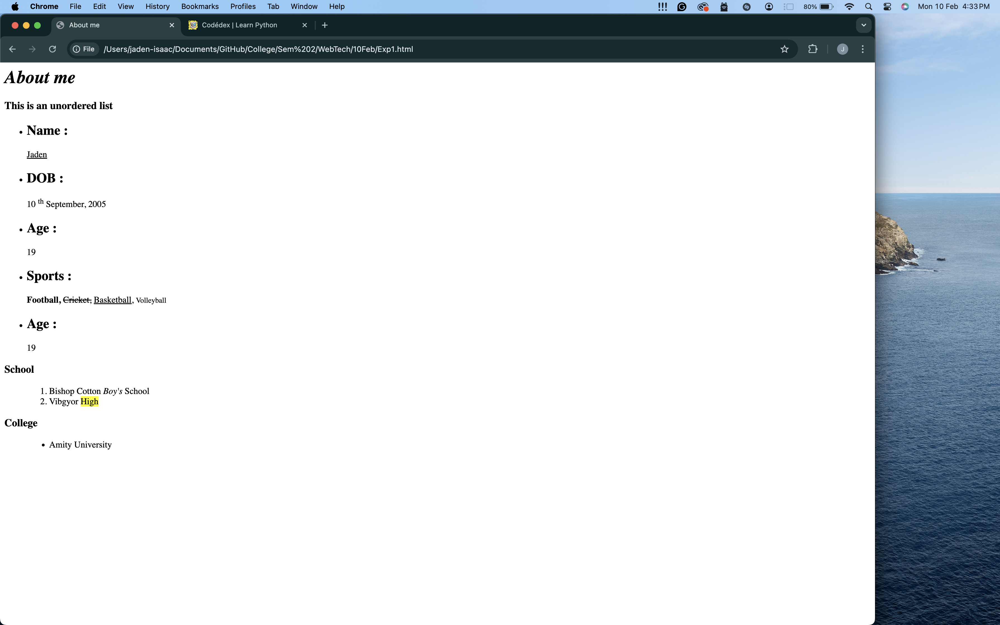 Chrome File Edit View History Bookmarks Profiles Tab Window Help 80% Mon 10 Feb 4:33 PM
About me Codédex | Learn Python
File /Users/jaden-isaac/Documents/GitHub/College/Sem%202/WebTech/10Feb/Exp1.html J
About me
This is an unordered list
• Name :
Jaden
• DOB :
10 th September, 2005
• Age :
19
• Sports :
Football, Cricket, Basketball, Volleyball
• Age :
19
School
1. Bishop Cotton Boy's School
2. Vibgyor High
College
• Amity University